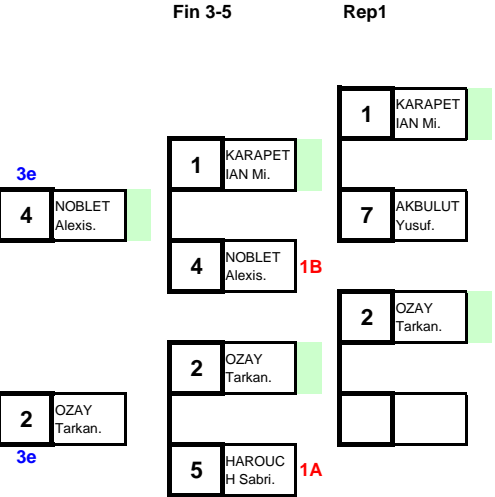 Fin 3-5 Rep1
1 KARAPET
IAN Mi.
1 KARAPET
IAN Mi.
3e
4 NOBLET
Alexis.
7 AKBULUT
Yusuf.
4 NOBLET
Alexis.
1B
2 OZAY
Tarkan.
2 OZAY
Tarkan.
2 OZAY
Tarkan.
3e
5 HAROUC
H Sabri.
1A